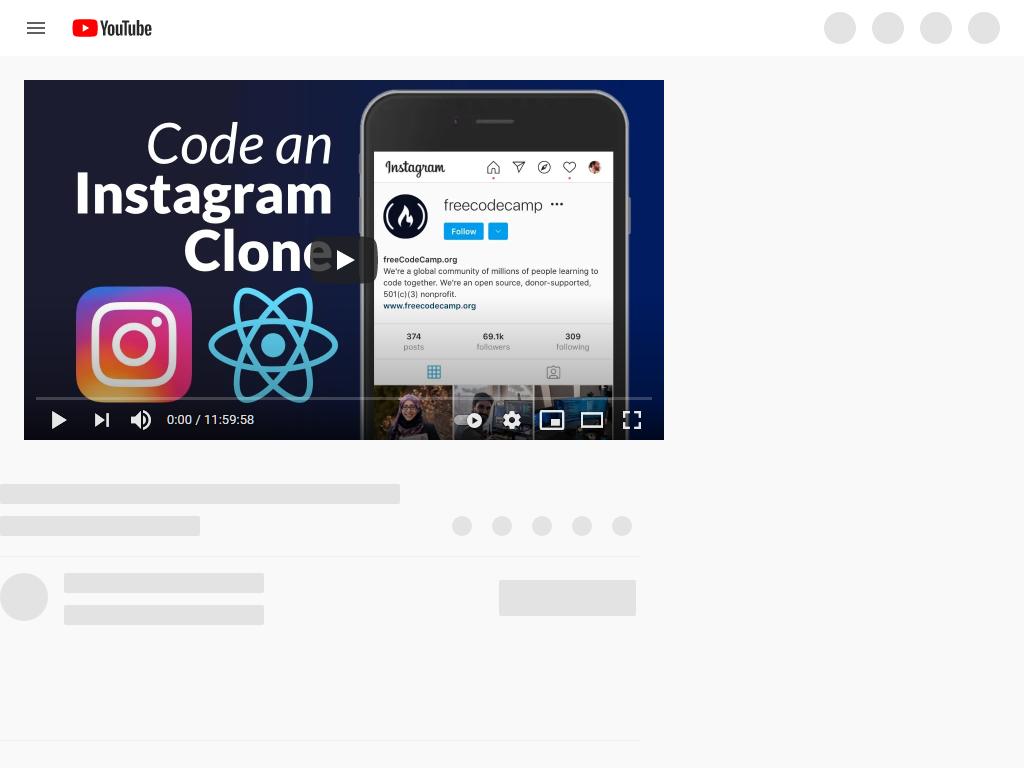 YouTube
Code an
Instagram
Clone
Instagram
freecodecamp
Follow
freeCodeCamp.org
We're a global community of millions of people learning to
code together. We're an open source, donor-supported,
501(c)(3) nonprofit.
www.freecodecamp.org
374 69.1k 309
posts followers following
0:00 / 11:59:58